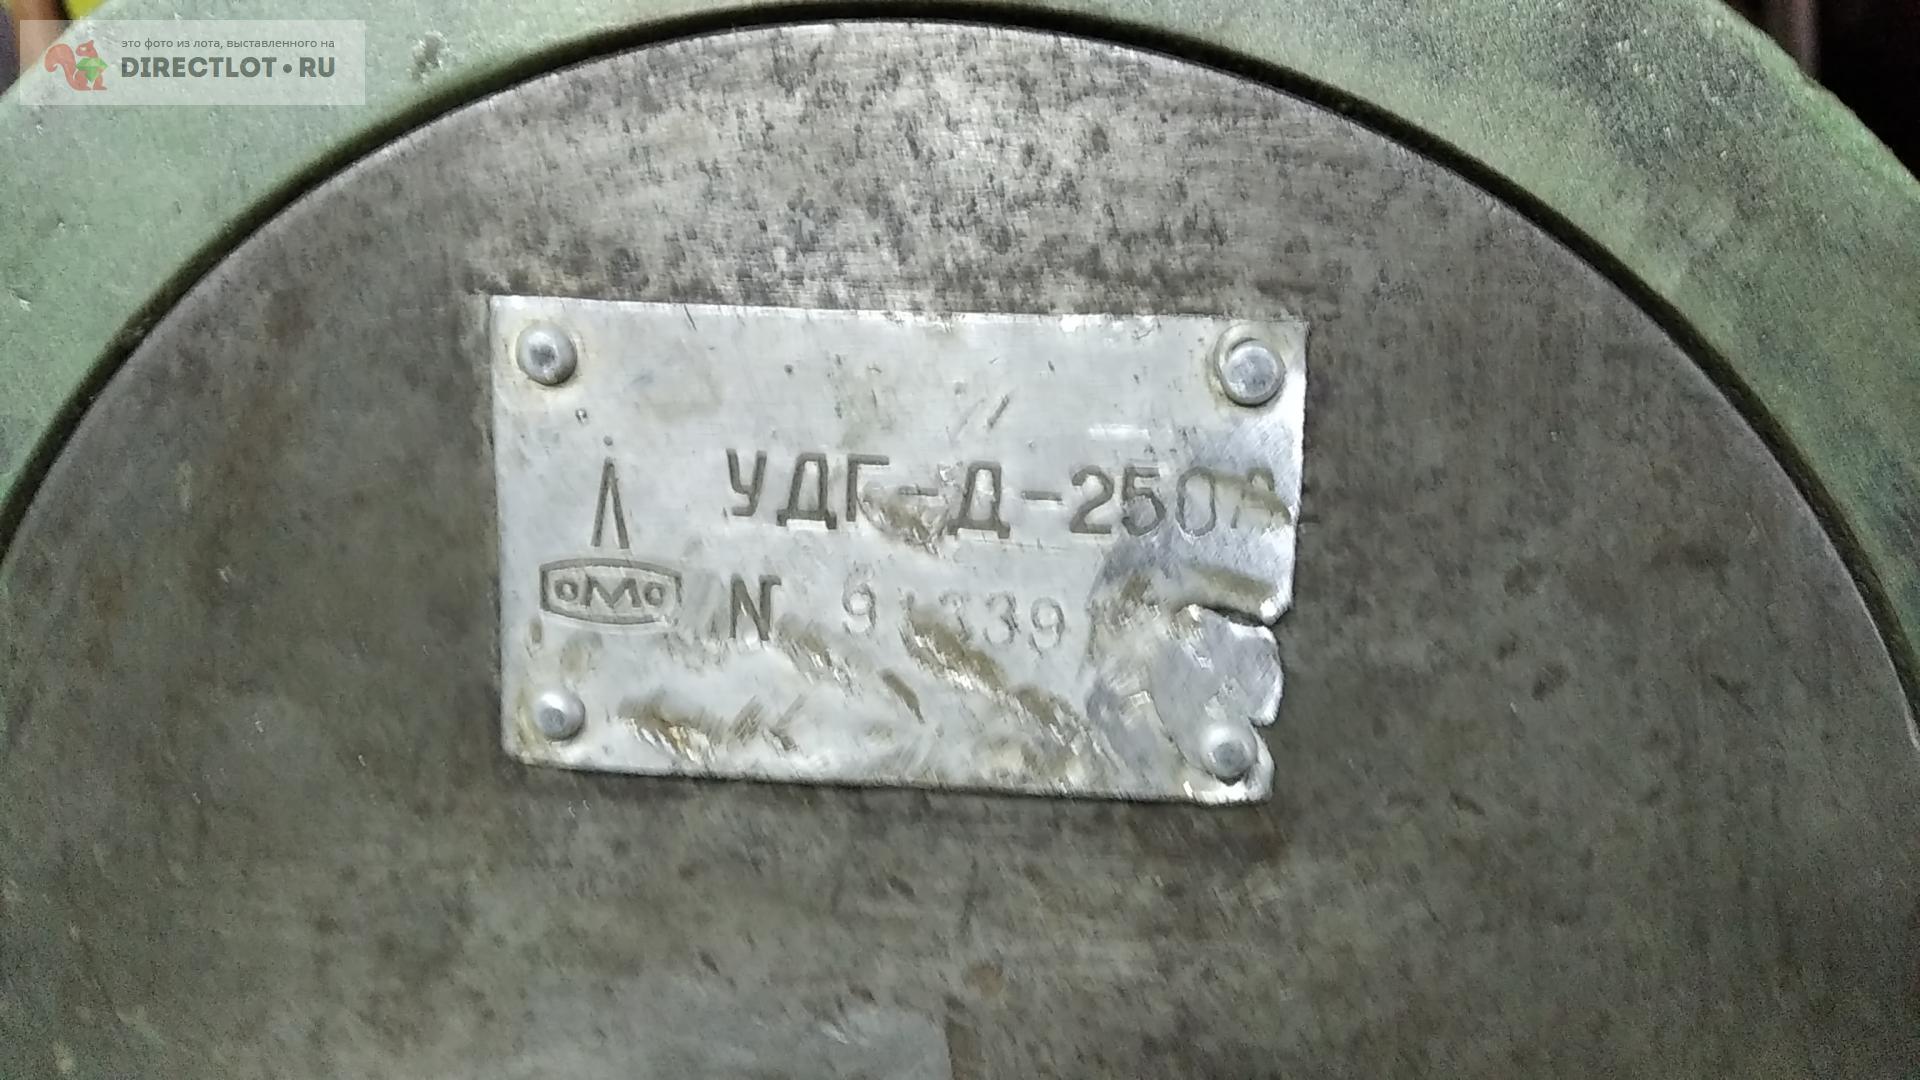 это фото из лота, выставленного на
DIRECTLOT•RU
УДГ-Д-250А
Л
ОМО
N